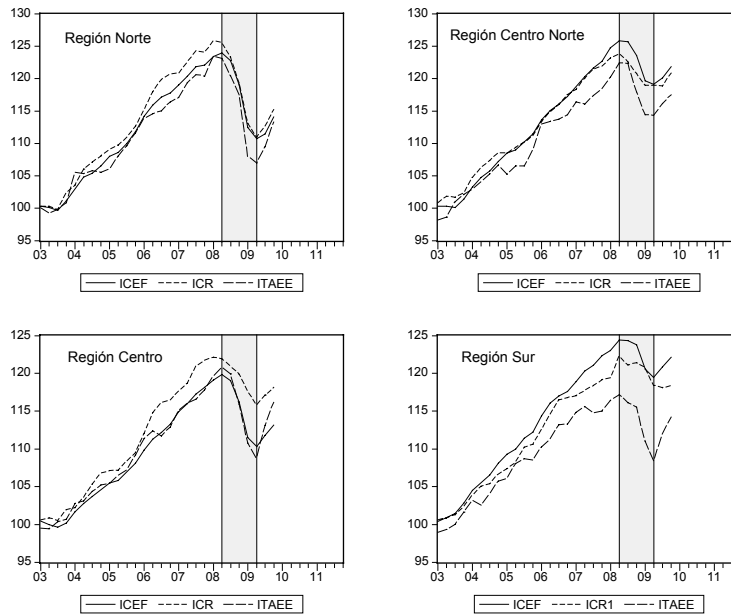 Región Norte
130
125
120
115
110
105
100
95
03 04 05 06 07 08 09 10 11
ICEF ICR ITAEE
Región Centro Norte
130
125
120
115
110
105
100
95
03 04 05 06 07 08 09 10 11
ICEF ICR ITAEE
Región Centro
125
120
115
110
105
100
95
03 04 05 06 07 08 09 10 11
ICEF ICR ITAEE
Región Sur
125
120
115
110
105
100
95
03 04 05 06 07 08 09 10 11
ICEF ICR1 ITAEE